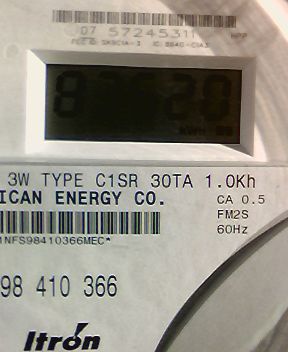 07 57245311
KWH
3W TYPE C1SR 30TA 1.0Kh
ICAN ENERGY CO.
CA 0.5
FM2S
60Hz
1NFS98410366MEC*
98 410 366
Itron